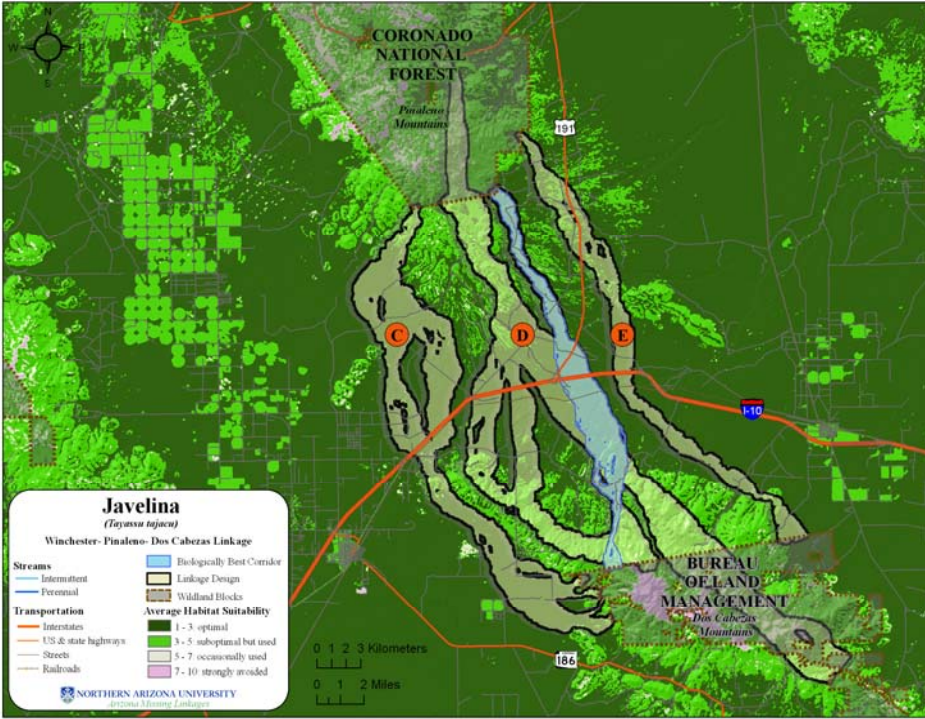 N
W
E
S
CORONADO
NATIONAL
FOREST
Pinaleno
Mountains
191
C
D
E
I-10
BUREAU
OF LAND
MANAGEMENT
Dos Cabezas
Mountains
186
Javelina
(Tayassu tajacu)
Winchester- Pinaleno- Dos Cabezas Linkage
Streams
Intermittent
Perennial
Transportation
Interstates
US & state highways
Streets
Railroads
Biologically Best Corridor
Linkage Design
Wildland Blocks
Average Habitat Suitability
1 - 3: optimal
3 - 5: suboptimal but used
5 - 7: occasionally used
7 - 10: strongly avoided
NORTHERN ARIZONA UNIVERSITY
Arizona Missing Linkages
0 1 2 3 Kilometers
0 1 2 Miles